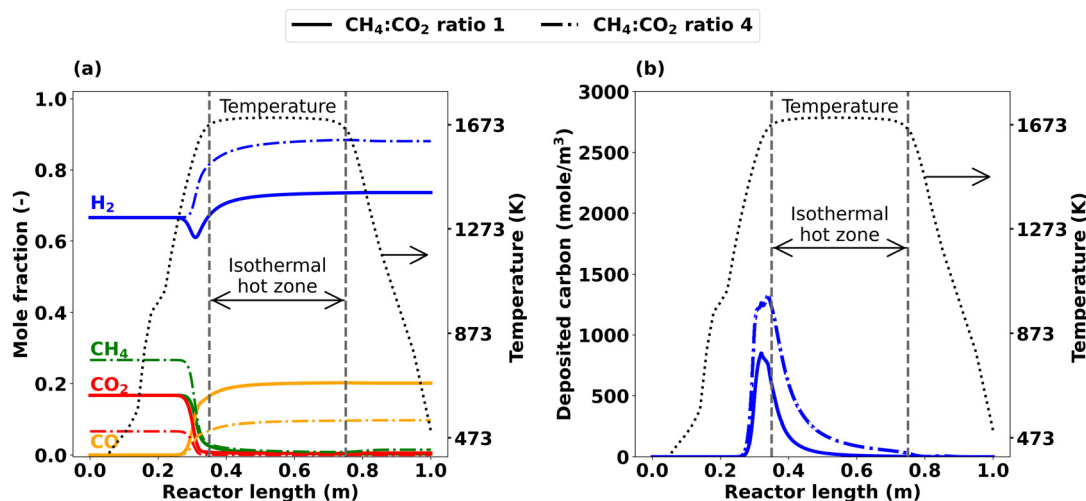 CH₄:CO₂ ratio 1 CH₄:CO₂ ratio 4
(a)
Mole fraction (-)
1.0
0.8
0.6
0.4
0.2
0.0
H₂
CH₄
CO₂
CO
Temperature
Isothermal
hot zone
1673
1273
873
473
Temperature (K)
0.0 0.2 0.4 0.6 0.8 1.0
Reactor length (m)
(b)
Deposited carbon (mole/m³)
3000
2500
2000
1500
1000
500
0
Temperature
Isothermal
hot zone
1673
1273
873
473
Temperature (K)
0.0 0.2 0.4 0.6 0.8 1.0
Reactor length (m)